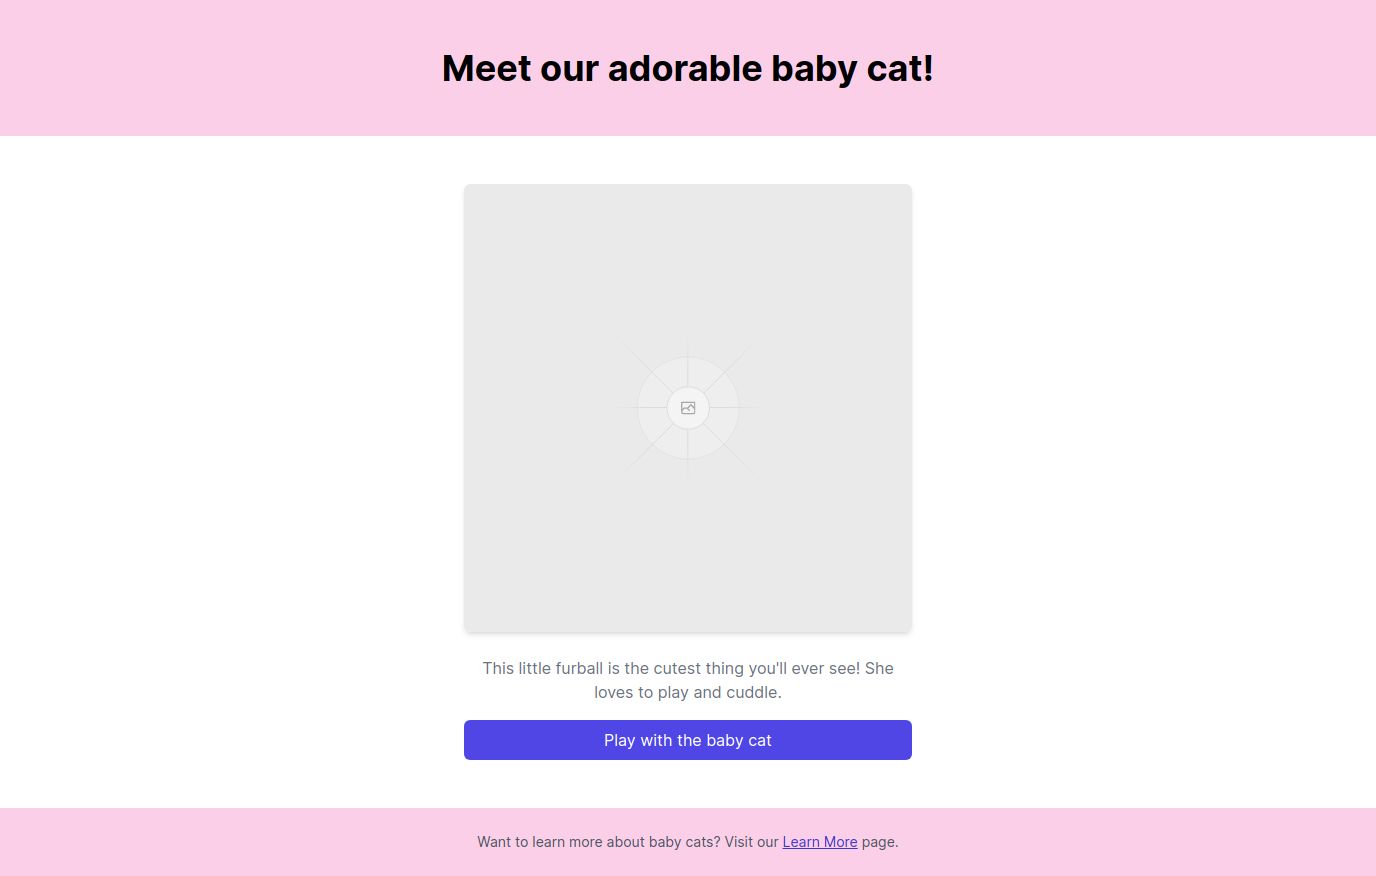 Meet our adorable baby cat!
This little furball is the cutest thing you'll ever see! She
loves to play and cuddle.
Play with the baby cat
Want to learn more about baby cats? Visit our Learn More page.